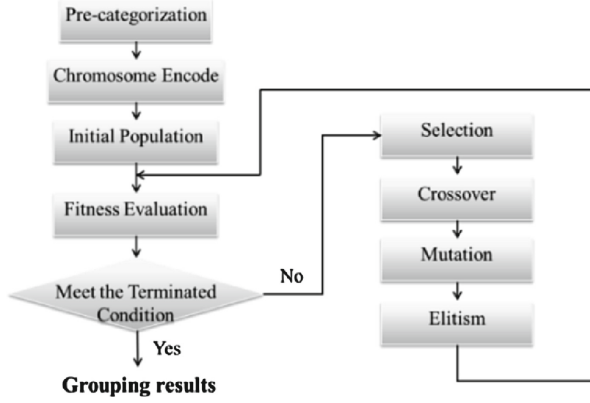 Pre-categorization
Chromosome Encode
Initial Population
Fitness Evaluation
Meet the Terminated
Condition
No
Yes
Grouping results
Selection
Crossover
Mutation
Elitism